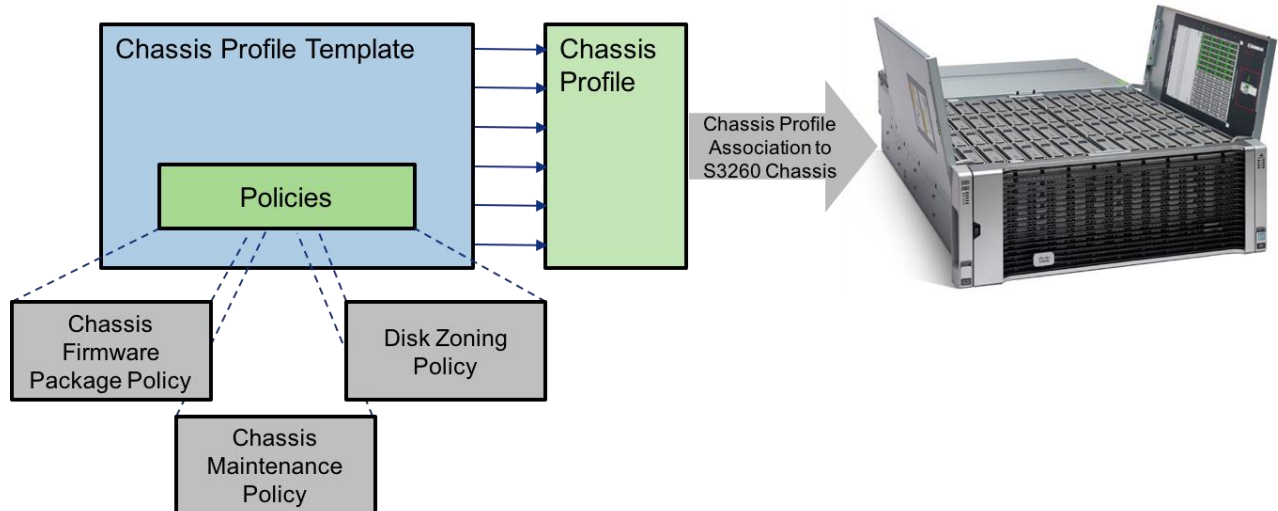 Chassis Profile Template
Chassis
Profile
Policies
Chassis Profile
Association to
S3260 Chassis
Chassis
Firmware
Package Policy
Disk Zoning
Policy
Chassis
Maintenance
Policy